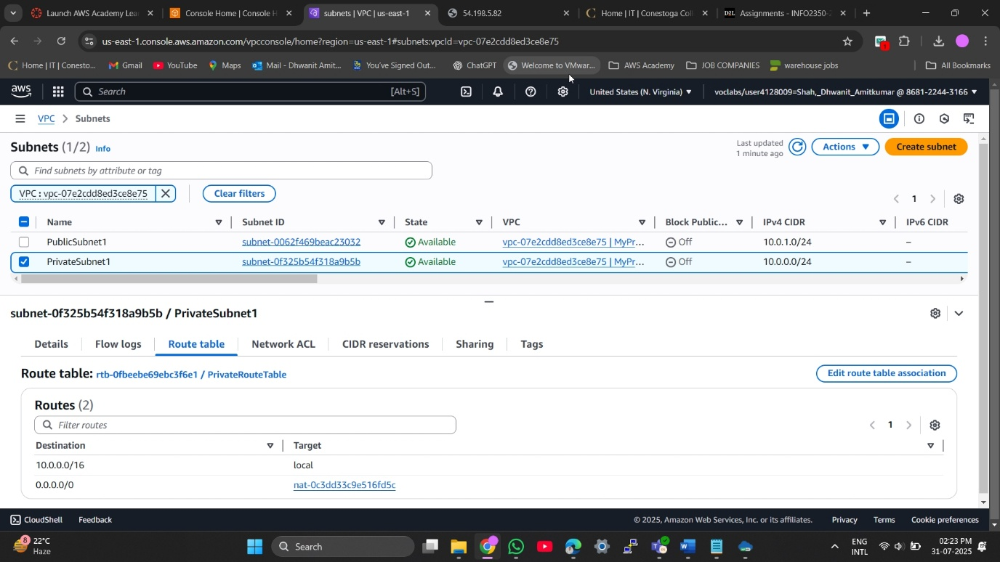 Launch AWS Academy Lea
Console Home | Console H
subnets | VPC | us-east-1
54.198.5.82
Home | IT | Conestoga Coll
D2L
Assignments - INFO2350-2
us-east-1.console.aws.amazon.com/vpcconsole/home?region=us-east-1#subnets:vpcId=vpc-07e2cdd8ed3ce8e75
1
Home | IT | Conesto...
Gmail
YouTube
Maps
Mail - Dhwanit Amit...
You've Signed Out...
ChatGPT
Welcome to VMwar...
AWS Academy
JOB COMPANIES
warehouse jobs
All Bookmarks
aws
Search
[Alt+S]
United States (N. Virginia)
voclabs/user4128009=Shah,_Dhwanit_Amitkumar @ 8681-2244-3166
VPC
Subnets
Subnets (1/2) Info
Last updated
1 minute ago
Actions
Create subnet
Find subnets by attribute or tag
VPC : vpc-07e2cdd8ed3ce8e75
Clear filters
1
Name
Subnet ID
State
VPC
Block Public...
IPv4 CIDR
IPv6 CIDR
PublicSubnet1
subnet-0062f469beac23032
Available
vpc-07e2cdd8ed3ce8e75 | MyPr...
Off
10.0.1.0/24
–
PrivateSubnet1
subnet-0f325b54f318a9b5b
Available
vpc-07e2cdd8ed3ce8e75 | MyPr...
Off
10.0.0.0/24
–
subnet-0f325b54f318a9b5b / PrivateSubnet1
Details
Flow logs
Route table
Network ACL
CIDR reservations
Sharing
Tags
Route table: rtb-0fbeebe69ebc3f6e1 / PrivateRouteTable
Edit route table association
Routes (2)
Filter routes
1
Destination
Target
10.0.0.0/16
local
0.0.0.0/0
nat-0c3dd33c9e516fd5c
CloudShell
Feedback
© 2025, Amazon Web Services, Inc. or its affiliates.
Privacy
Terms
Cookie preferences
8
22°C
Haze
Search
ENG
INTL
02:23 PM
31-07-2025